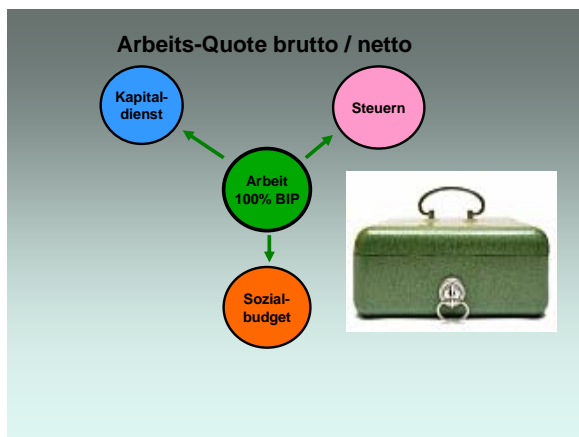 Arbeits-Quote brutto / netto
Kapital-
dienst
Steuern
Arbeit
100% BIP
Sozial-
budget